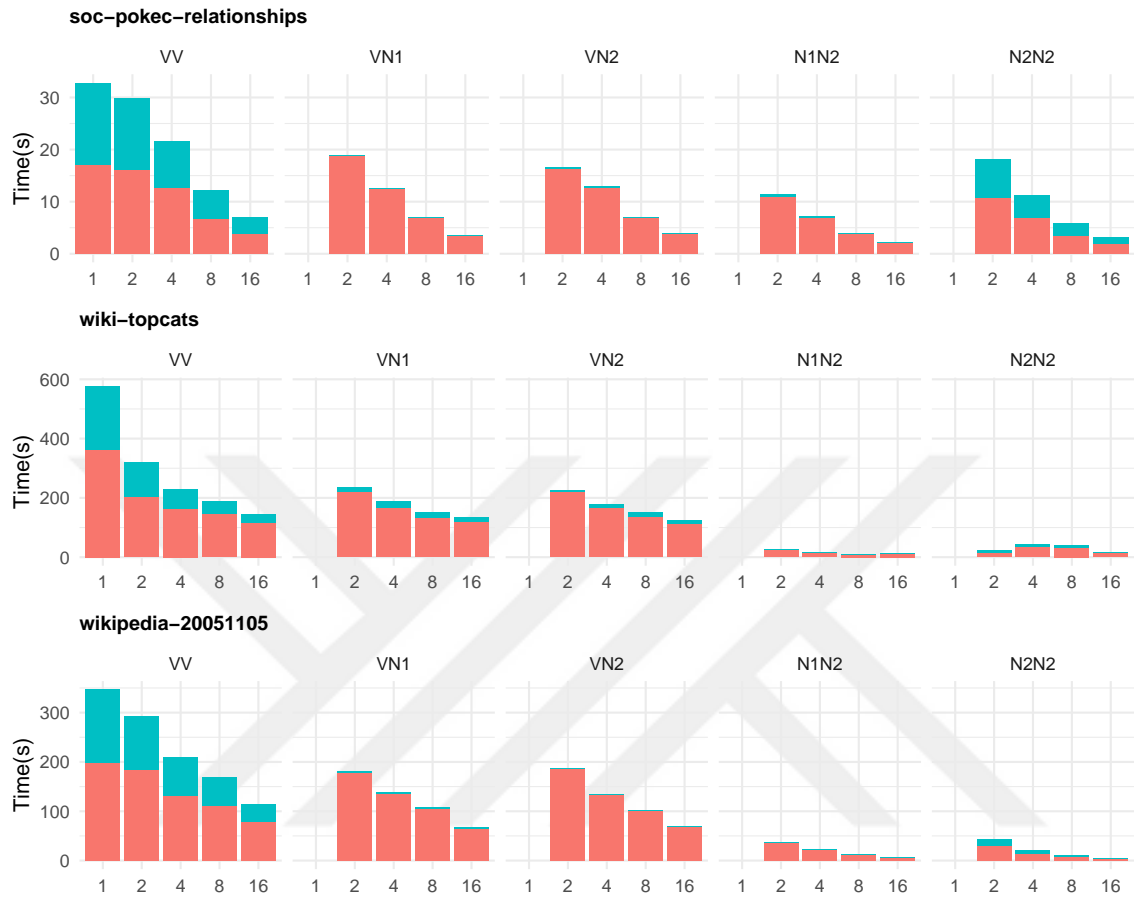 soc−pokec−relationships
VV VN1 VN2 N1N2 N2N2
Time(s)
30
20
10
0
1 2 4 8 16 1 2 4 8 16 1 2 4 8 16 1 2 4 8 16 1 2 4 8 16
wiki−topcats
VV VN1 VN2 N1N2 N2N2
Time(s)
600
400
200
0
1 2 4 8 16 1 2 4 8 16 1 2 4 8 16 1 2 4 8 16 1 2 4 8 16
wikipedia−20051105
VV VN1 VN2 N1N2 N2N2
Time(s)
300
200
100
0
1 2 4 8 16 1 2 4 8 16 1 2 4 8 16 1 2 4 8 16 1 2 4 8 16